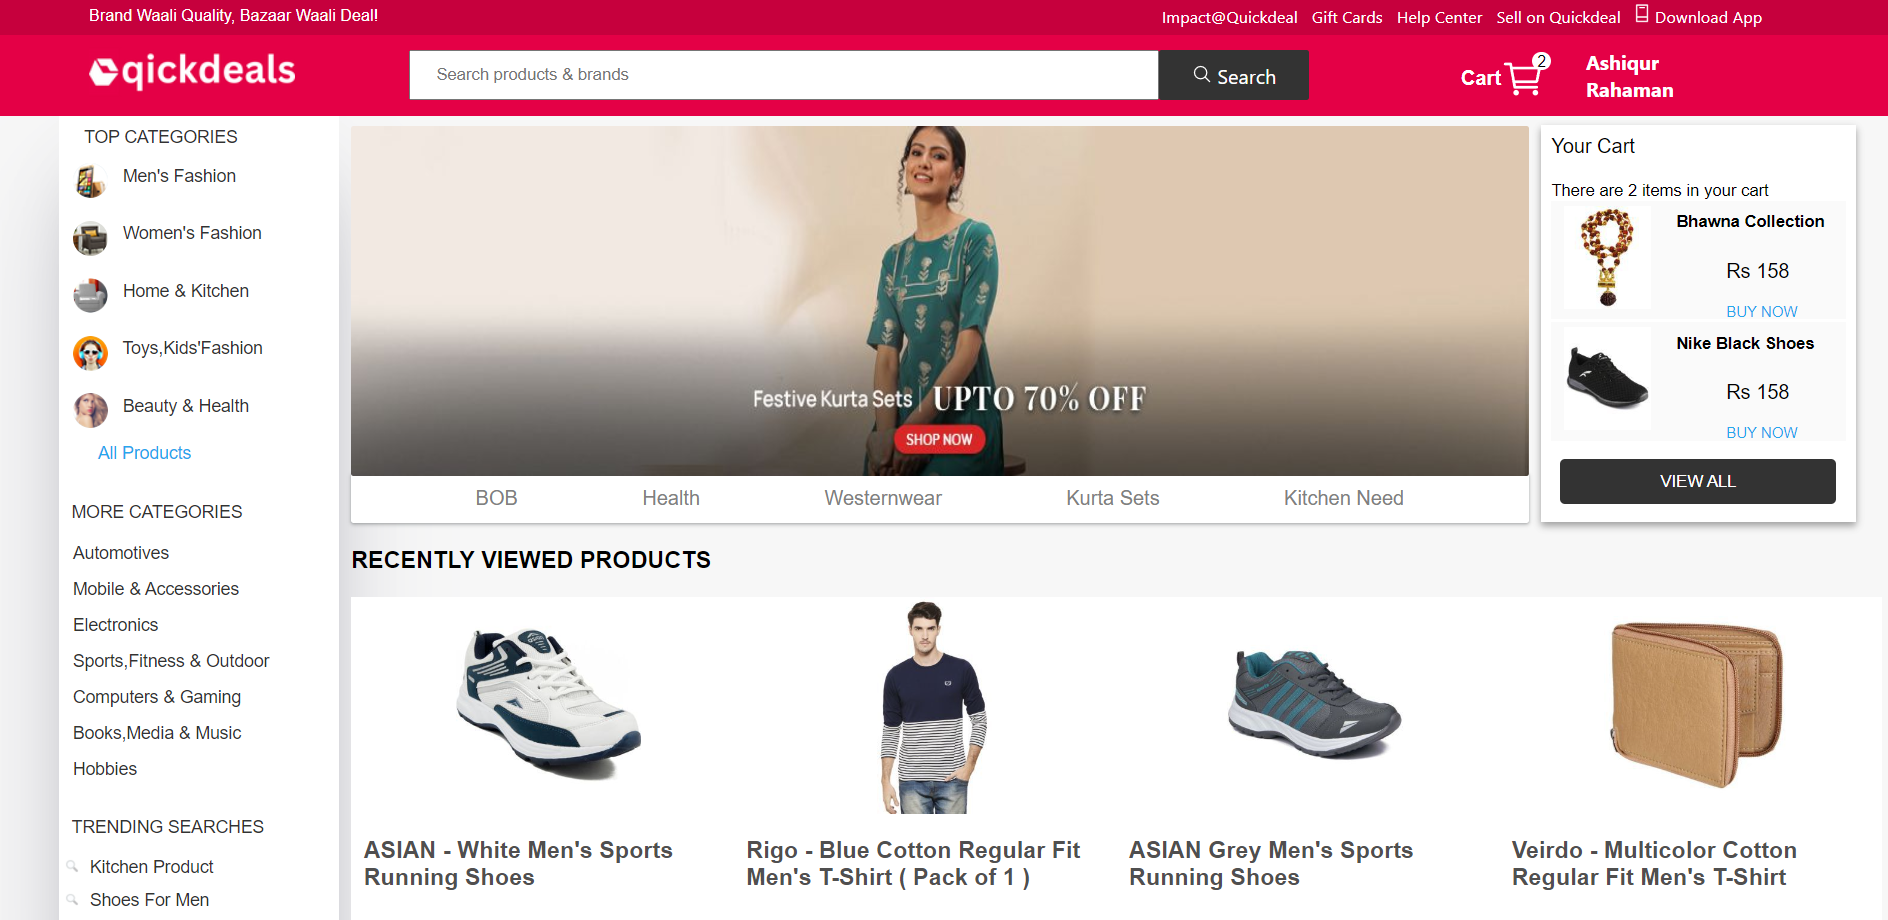 Brand Waali Quality, Bazaar Waali Deal!
Impact@Quickdeal Gift Cards Help Center Sell on Quickdeal Download App
qickdeals
Search products & brands
Search
Cart 2
Ashiqur
Rahaman
TOP CATEGORIES
Men's Fashion
Women's Fashion
Home & Kitchen
Toys,Kids'Fashion
Beauty & Health
All Products
MORE CATEGORIES
Automotives
Mobile & Accessories
Electronics
Sports,Fitness & Outdoor
Computers & Gaming
Books,Media & Music
Hobbies
TRENDING SEARCHES
Kitchen Product
Shoes For Men
Festive Kurta Sets | UPTO 70% OFF
SHOP NOW
BOB Health Westernwear Kurta Sets Kitchen Need
Your Cart
There are 2 items in your cart
Bhawna Collection
Rs 158
BUY NOW
Nike Black Shoes
Rs 158
BUY NOW
VIEW ALL
RECENTLY VIEWED PRODUCTS
ASIAN - White Men's Sports
Running Shoes
Rigo - Blue Cotton Regular Fit
Men's T-Shirt ( Pack of 1 )
ASIAN Grey Men's Sports
Running Shoes
Veirdo - Multicolor Cotton
Regular Fit Men's T-Shirt